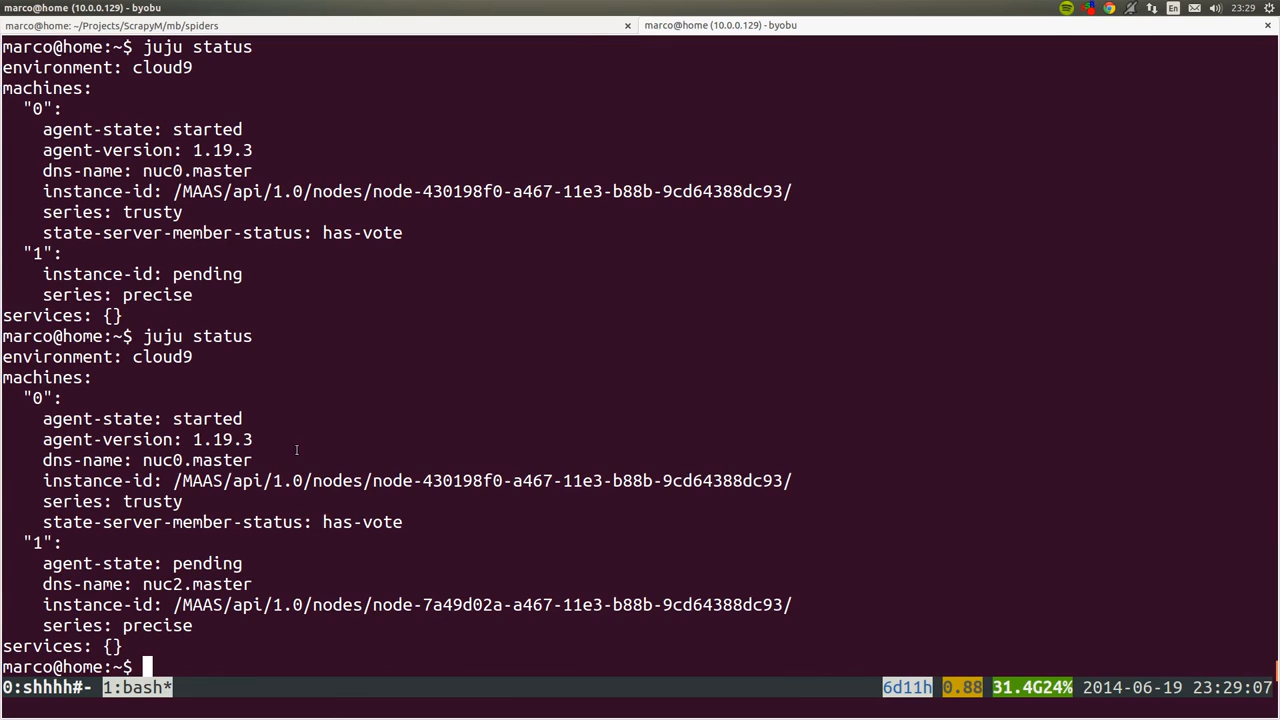 marco@home (10.0.0.129) - byobu
En
23:29
marco@home: ~/Projects/ScrapyM/mb/spiders
marco@home (10.0.0.129) - byobu
marco@home:~$ juju status
environment: cloud9
machines:
  "0":
    agent-state: started
    agent-version: 1.19.3
    dns-name: nuc0.master
    instance-id: /MAAS/api/1.0/nodes/node-430198f0-a467-11e3-b88b-9cd64388dc93/
    series: trusty
    state-server-member-status: has-vote
  "1":
    instance-id: pending
    series: precise
services: {}
marco@home:~$ juju status
environment: cloud9
machines:
  "0":
    agent-state: started
    agent-version: 1.19.3
    dns-name: nuc0.master
    instance-id: /MAAS/api/1.0/nodes/node-430198f0-a467-11e3-b88b-9cd64388dc93/
    series: trusty
    state-server-member-status: has-vote
  "1":
    agent-state: pending
    dns-name: nuc2.master
    instance-id: /MAAS/api/1.0/nodes/node-7a49d02a-a467-11e3-b88b-9cd64388dc93/
    series: precise
services: {}
marco@home:~$
0:shhhh#- 1:bash* 6d11h 0.88 31.4G24% 2014-06-19 23:29:07